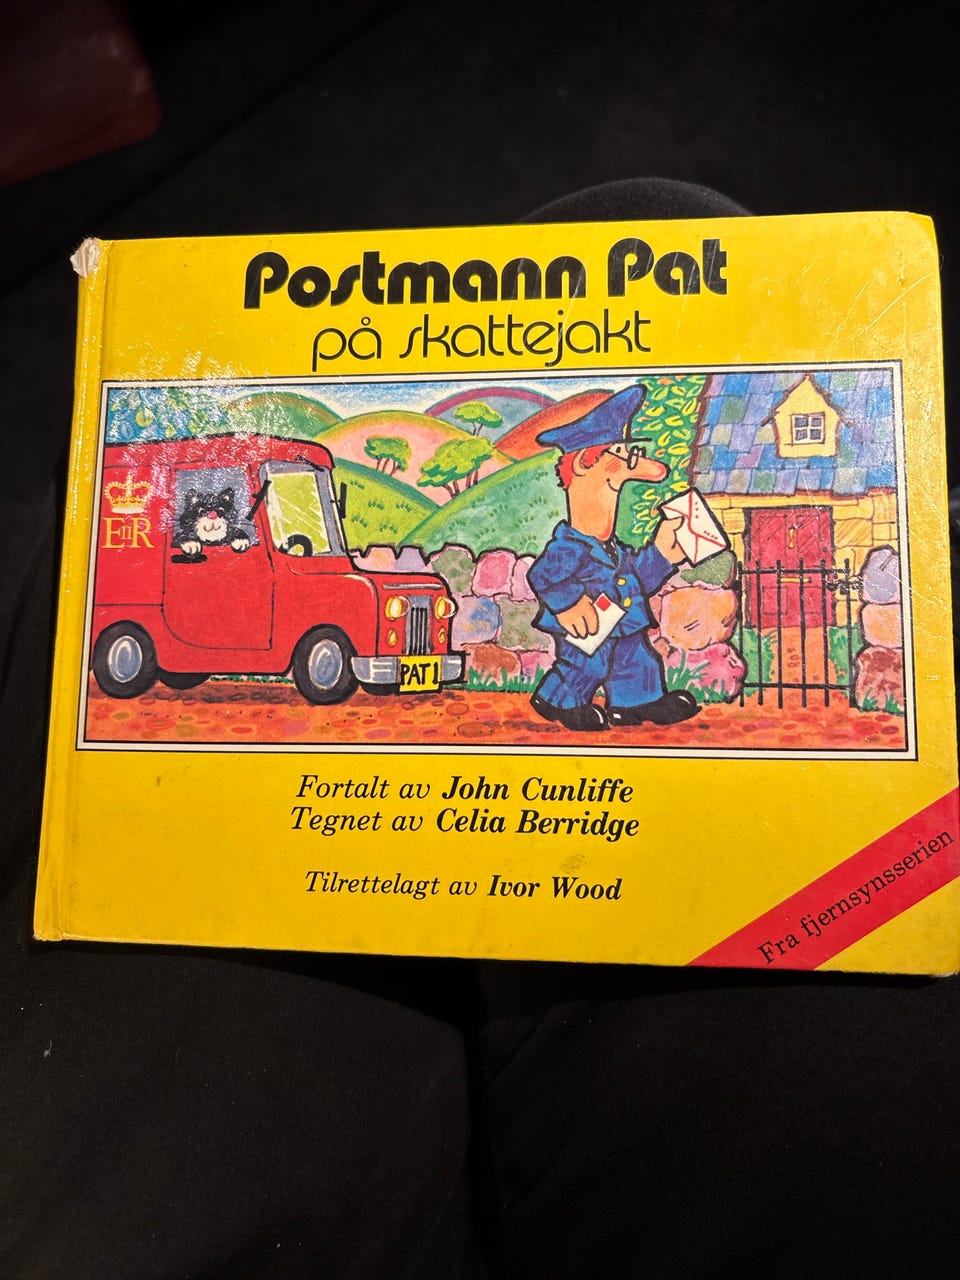 Postmann Pat
på skattejakt
EIIR
PAT 1
Fortalt av John Cunliffe
Tegnet av Celia Berridge
Tilrettelagt av Ivor Wood
Fra fjernsynsserien